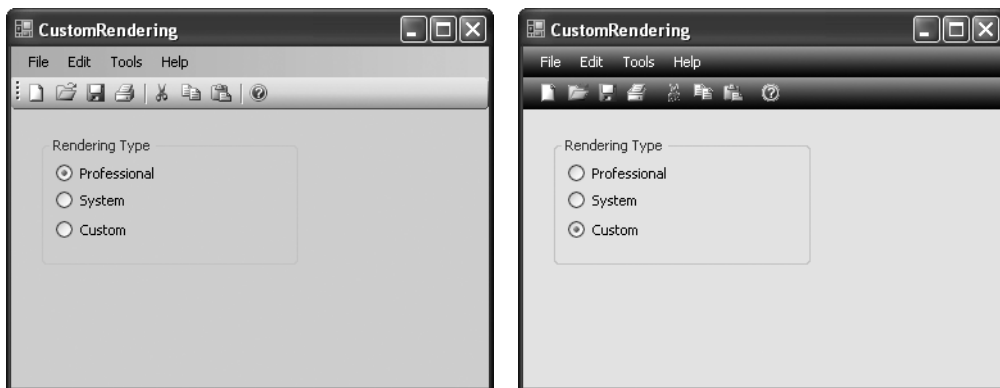 CustomRendering
File Edit Tools Help
Rendering Type
Professional
System
Custom
CustomRendering
File Edit Tools Help
Rendering Type
Professional
System
Custom